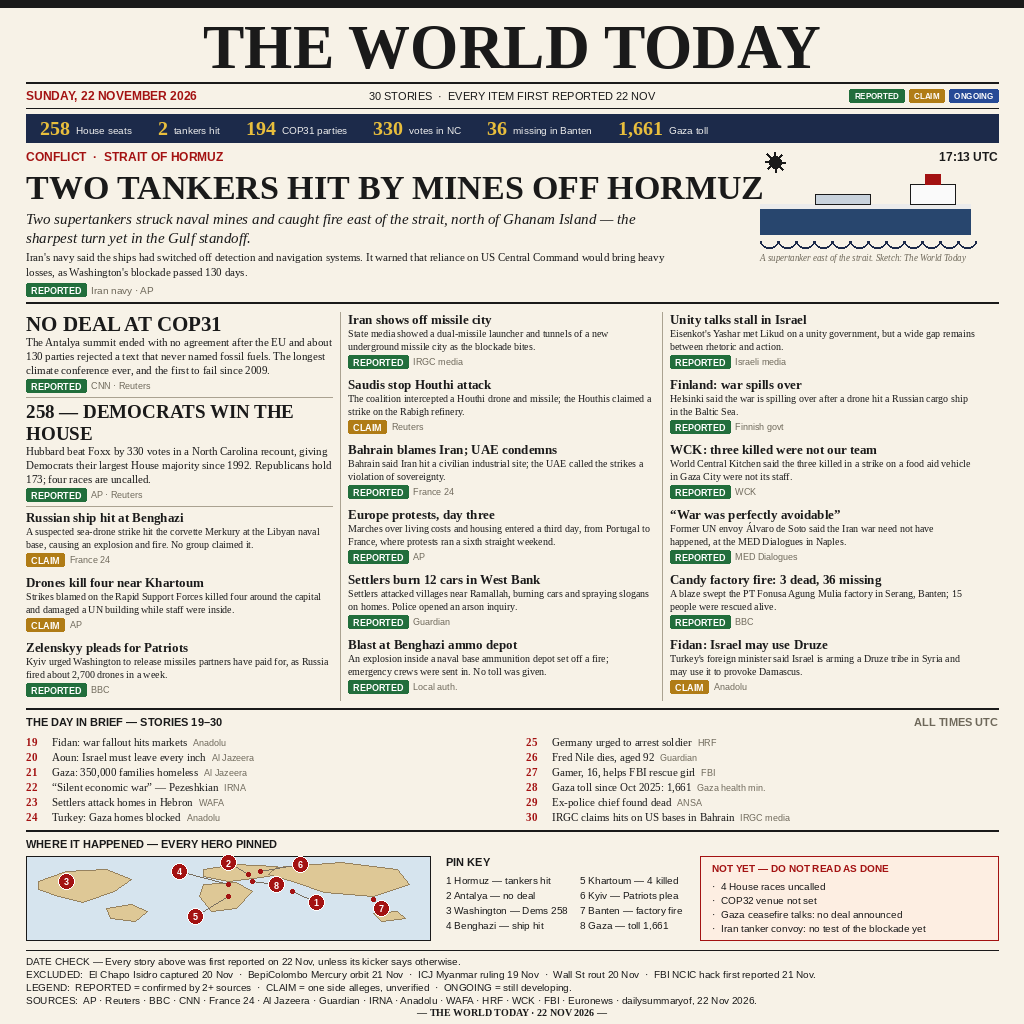 THE WORLD TODAY
SUNDAY, 22 NOVEMBER 2026
30 STORIES · EVERY ITEM FIRST REPORTED 22 NOV
REPORTED CLAIM ONGOING
258 House seats 2 tankers hit 194 COP31 parties 330 votes in NC 36 missing in Banten 1,661 Gaza toll
CONFLICT · STRAIT OF HORMUZ
17:13 UTC
TWO TANKERS HIT BY MINES OFF HORMUZ
Two supertankers struck naval mines and caught fire east of the strait, north of Ghanam Island — the
sharpest turn yet in the Gulf standoff.
Iran's navy said the ships had switched off detection and navigation systems. It warned that reliance on US Central Command would bring heavy
losses, as Washington's blockade passed 130 days.
REPORTED Iran navy · AP
A supertanker east of the strait. Sketch: The World Today
NO DEAL AT COP31
The Antalya summit ended with no agreement after the EU and about
130 parties rejected a text that never named fossil fuels. The longest
climate conference ever, and the first to fail since 2009.
REPORTED CNN · Reuters
258 — DEMOCRATS WIN THE
HOUSE
Hubbard beat Foxx by 330 votes in a North Carolina recount, giving
Democrats their largest House majority since 1992. Republicans hold
173; four races are uncalled.
REPORTED AP · Reuters
Russian ship hit at Benghazi
A suspected sea-drone strike hit the corvette Merkury at the Libyan naval
base, causing an explosion and fire. No group claimed it.
CLAIM France 24
Drones kill four near Khartoum
Strikes blamed on the Rapid Support Forces killed four around the capital
and damaged a UN building while staff were inside.
CLAIM AP
Zelenskyy pleads for Patriots
Kyiv urged Washington to release missiles partners have paid for, as Russia
fired about 2,700 drones in a week.
REPORTED BBC
Iran shows off missile city
State media showed a dual-missile launcher and tunnels of a new
underground missile city as the blockade bites.
REPORTED IRGC media
Saudis stop Houthi attack
The coalition intercepted a Houthi drone and missile; the Houthis claimed a
strike on the Rabigh refinery.
CLAIM Reuters
Bahrain blames Iran; UAE condemns
Bahrain said Iran hit a civilian industrial site; the UAE called the strikes a
violation of sovereignty.
REPORTED France 24
Europe protests, day three
Marches over living costs and housing entered a third day, from Portugal to
France, where protests ran a sixth straight weekend.
REPORTED AP
Settlers burn 12 cars in West Bank
Settlers attacked villages near Ramallah, burning cars and spraying slogans
on homes. Police opened an arson inquiry.
REPORTED Guardian
Blast at Benghazi ammo depot
An explosion inside a naval base ammunition depot set off a fire;
emergency crews were sent in. No toll was given.
REPORTED Local auth.
Unity talks stall in Israel
Eisenkot's Yashar met Likud on a unity government, but a wide gap remains
between rhetoric and action.
REPORTED Israeli media
Finland: war spills over
Helsinki said the war is spilling over after a drone hit a Russian cargo ship
in the Baltic Sea.
REPORTED Finnish govt
WCK: three killed were not our team
World Central Kitchen said the three killed in a strike on a food aid vehicle
in Gaza City were not its staff.
REPORTED WCK
“War was perfectly avoidable”
Former UN envoy Álvaro de Soto said the Iran war need not have
happened, at the MED Dialogues in Naples.
REPORTED MED Dialogues
Candy factory fire: 3 dead, 36 missing
A blaze swept the PT Fonusa Agung Mulia factory in Serang, Banten; 15
people were rescued alive.
REPORTED BBC
Fidan: Israel may use Druze
Turkey's foreign minister said Israel is arming a Druze tribe in Syria and
may use it to provoke Damascus.
CLAIM Anadolu
THE DAY IN BRIEF — STORIES 19–30
ALL TIMES UTC
19 Fidan: war fallout hits markets Anadolu
20 Aoun: Israel must leave every inch Al Jazeera
21 Gaza: 350,000 families homeless Al Jazeera
22 “Silent economic war” — Pezeshkian IRNA
23 Settlers attack homes in Hebron WAFA
24 Turkey: Gaza homes blocked Anadolu
25 Germany urged to arrest soldier HRF
26 Fred Nile dies, aged 92 Guardian
27 Gamer, 16, helps FBI rescue girl FBI
28 Gaza toll since Oct 2025: 1,661 Gaza health min.
29 Ex-police chief found dead ANSA
30 IRGC claims hits on US bases in Bahrain IRGC media
WHERE IT HAPPENED — EVERY HERO PINNED
3
4
2
6
8
5
1
7
PIN KEY
1 Hormuz — tankers hit
2 Antalya — no deal
3 Washington — Dems 258
4 Benghazi — ship hit
5 Khartoum — 4 killed
6 Kyiv — Patriots plea
7 Banten — factory fire
8 Gaza — toll 1,661
NOT YET — DO NOT READ AS DONE
· 4 House races uncalled
· COP32 venue not set
· Gaza ceasefire talks: no deal announced
· Iran tanker convoy: no test of the blockade yet
DATE CHECK — Every story above was first reported on 22 Nov, unless its kicker says otherwise.
EXCLUDED: El Chapo Isidro captured 20 Nov · BepiColombo Mercury orbit 21 Nov · ICJ Myanmar ruling 19 Nov · Wall St rout 20 Nov · FBI NCIC hack first reported 21 Nov.
LEGEND: REPORTED = confirmed by 2+ sources · CLAIM = one side alleges, unverified · ONGOING = still developing.
SOURCES: AP · Reuters · BBC · CNN · France 24 · Al Jazeera · Guardian · IRNA · Anadolu · WAFA · HRF · WCK · FBI · Euronews · dailysummaryof, 22 Nov 2026.
— THE WORLD TODAY · 22 NOV 2026 —